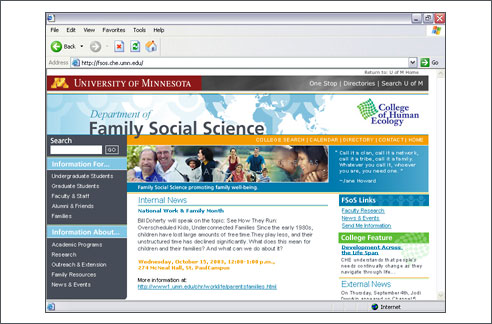 File Edit View Favorites Tools Help
Back
Address http://fsos.che.umn.edu/ Go
Return to: U of M Home
M UNIVERSITY OF MINNESOTA
One Stop | Directories | Search U of M
Department of
Family Social Science
College
of Human
Ecology
Search
GO
COLLEGE SEARCH | CALENDAR | DIRECTORY | CONTACT | HOME
Information For...
Undergraduate Students
Graduate Students
Faculty & Staff
Alumni & Friends
Families
Information About...
Academic Programs
Research
Outreach & Extension
Family Resources
News & Events
Family Social Science promoting family well-being.
" Call it a clan, call it a network,
call it a tribe, call it a family.
Whatever you call it, whoever
you are, you need one. "
~Jane Howard
Internal News
National Work & Family Month
Bill Doherty will speak on the topic: See How They Run:
Overscheduled Kids, Underconnected Families Since the early 1980s,
children have lost large amounts of free time. They play less, and their
unstructured time has declined significantly. What does this mean for
children and their families? And what can we do about it?
Wednesday, October 15, 2003, 12:00-1:00 p.m.,
274 McNeal Hall, St. Paul Campus
More information at:
http://www1.umn.edu/ohr/worklife/parents/families.html
FSoS Links
Faculty Research
News & Events
Send Me Information
College Feature
Development Across
the Life Span
CHE understand that people's
needs continually change as they
navigate through life...
External News
On Thursday, September 4th, Jodi
Internet